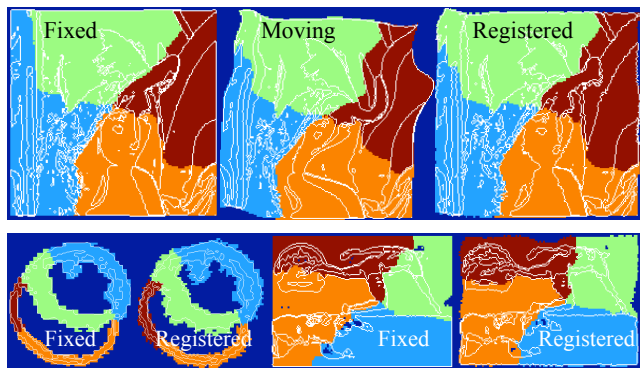 Fixed
Moving
Registered
Fixed
Registered
Fixed
Registered